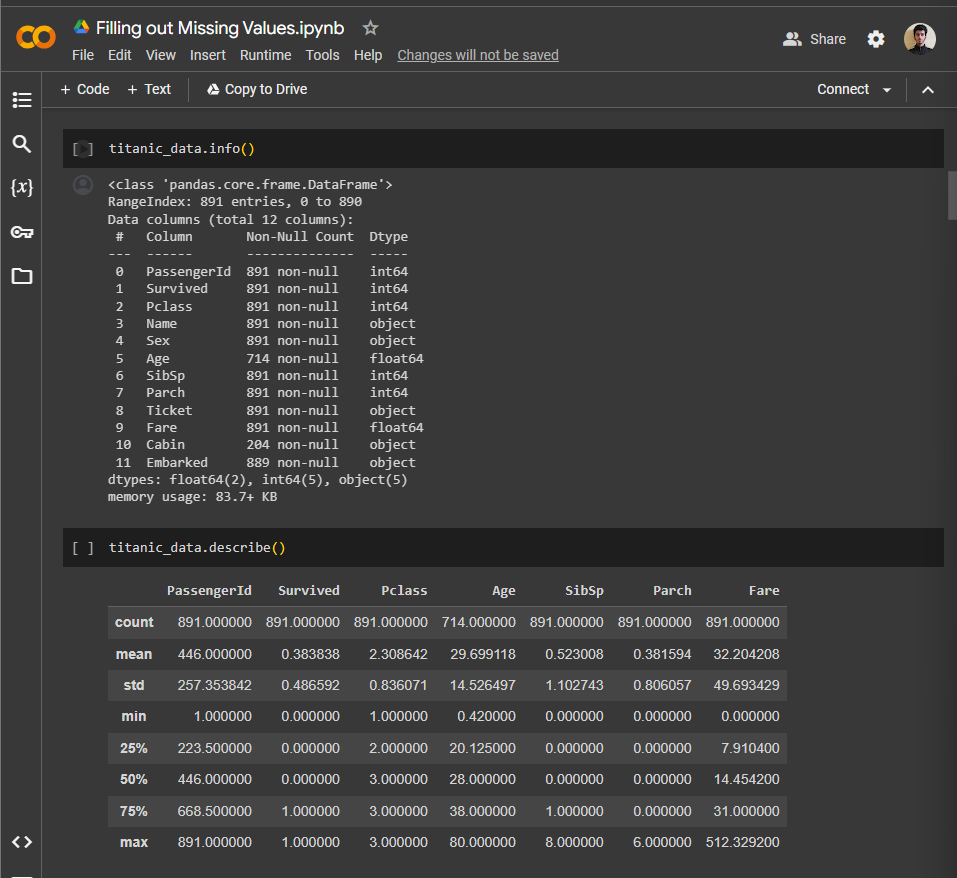 Filling out Missing Values.ipynb
File Edit View Insert Runtime Tools Help Changes will not be saved
Share
+ Code + Text Copy to Drive
Connect
{x}
[ ] titanic_data.info()
<class 'pandas.core.frame.DataFrame'>
RangeIndex: 891 entries, 0 to 890
Data columns (total 12 columns):
# Column Non-Null Count Dtype
--- ------ -------------- -----
0 PassengerId 891 non-null int64
1 Survived 891 non-null int64
2 Pclass 891 non-null int64
3 Name 891 non-null object
4 Sex 891 non-null object
5 Age 714 non-null float64
6 SibSp 891 non-null int64
7 Parch 891 non-null int64
8 Ticket 891 non-null object
9 Fare 891 non-null float64
10 Cabin 204 non-null object
11 Embarked 889 non-null object
dtypes: float64(2), int64(5), object(5)
memory usage: 83.7+ KB
[ ] titanic_data.describe()
PassengerId Survived Pclass Age SibSp Parch Fare
count 891.000000 891.000000 891.000000 714.000000 891.000000 891.000000 891.000000
mean 446.000000 0.383838 2.308642 29.699118 0.523008 0.381594 32.204208
std 257.353842 0.486592 0.836071 14.526497 1.102743 0.806057 49.693429
min 1.000000 0.000000 1.000000 0.420000 0.000000 0.000000 0.000000
25% 223.500000 0.000000 2.000000 20.125000 0.000000 0.000000 7.910400
50% 446.000000 0.000000 3.000000 28.000000 0.000000 0.000000 14.454200
75% 668.500000 1.000000 3.000000 38.000000 1.000000 0.000000 31.000000
max 891.000000 1.000000 3.000000 80.000000 8.000000 6.000000 512.329200